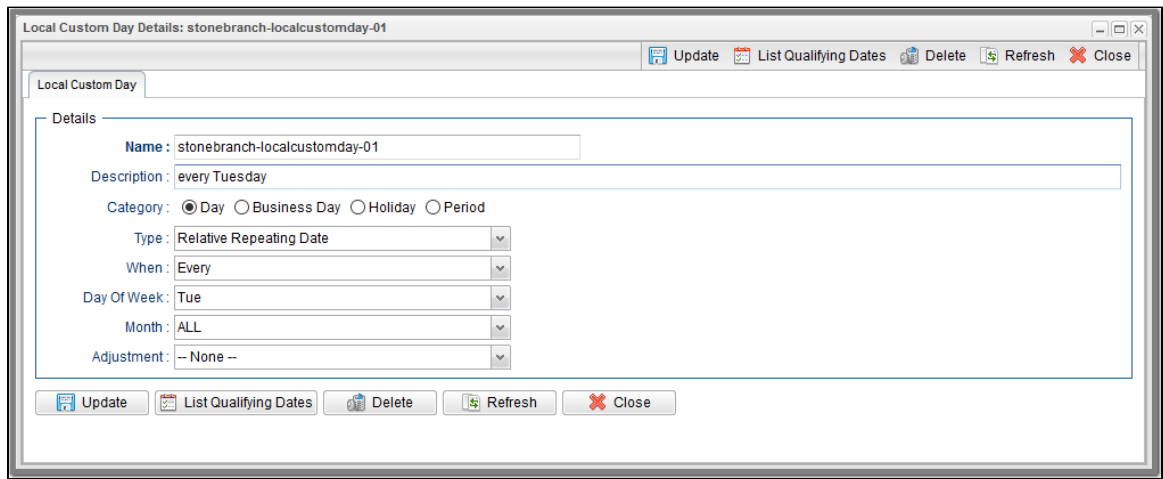 Local Custom Day Details: stonebranch-localcustomday-01
Update List Qualifying Dates Delete Refresh Close
Local Custom Day
Details
Name : stonebranch-localcustomday-01
Description : every Tuesday
Category : Day Business Day Holiday Period
Type : Relative Repeating Date
When : Every
Day Of Week : Tue
Month : ALL
Adjustment : -- None --
Update List Qualifying Dates Delete Refresh Close